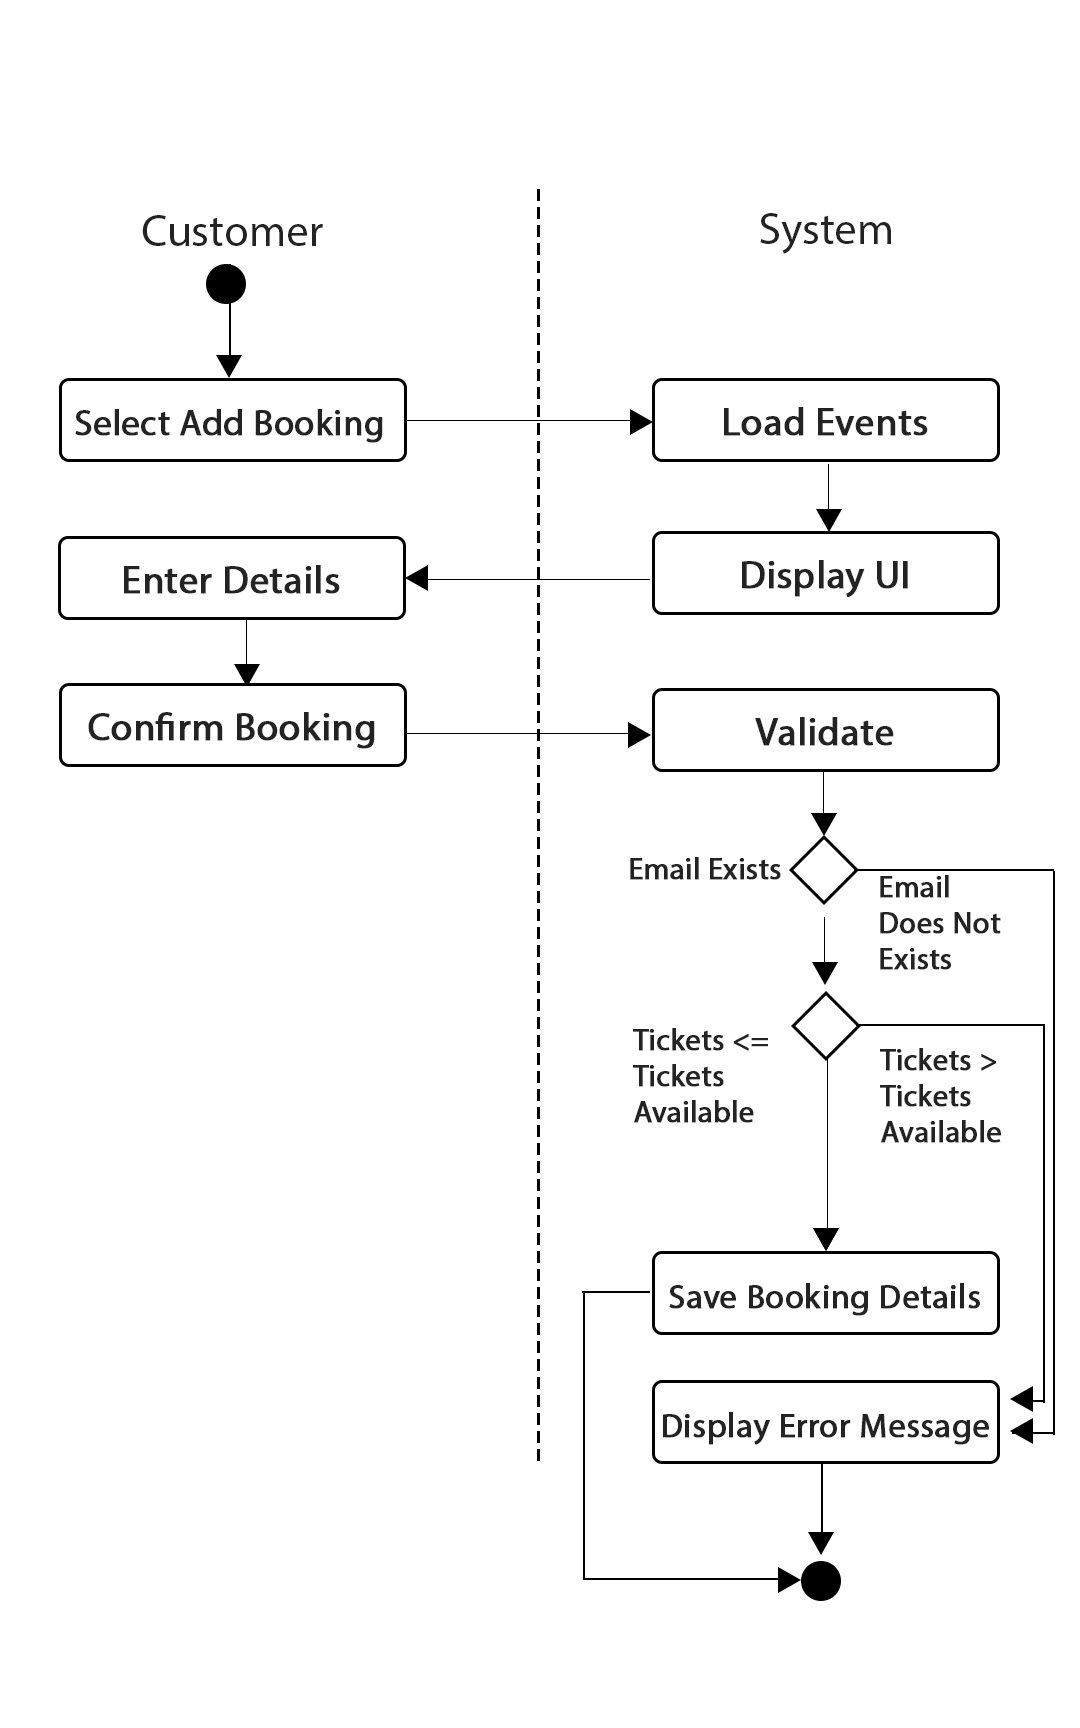 Customer
System
Select Add Booking
Load Events
Enter Details
Display UI
Confirm Booking
Validate
Email Exists
Email
Does Not
Exists
Tickets <=
Tickets
Available
Tickets >
Tickets
Available
Save Booking Details
Display Error Message